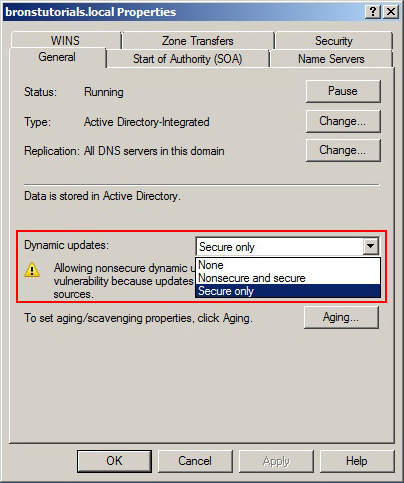 bronstutorials.local Properties
WINS Zone Transfers Security
General Start of Authority (SOA) Name Servers
Status: Running Pause
Type: Active Directory-Integrated Change...
Replication: All DNS servers in this domain Change...
Data is stored in Active Directory.
Dynamic updates: Secure only
None
Nonsecure and secure
Secure only
Allowing nonsecure dynamic
vulnerability because updates
sources.
To set aging/scavenging properties, click Aging. Aging...
OK Cancel Apply Help